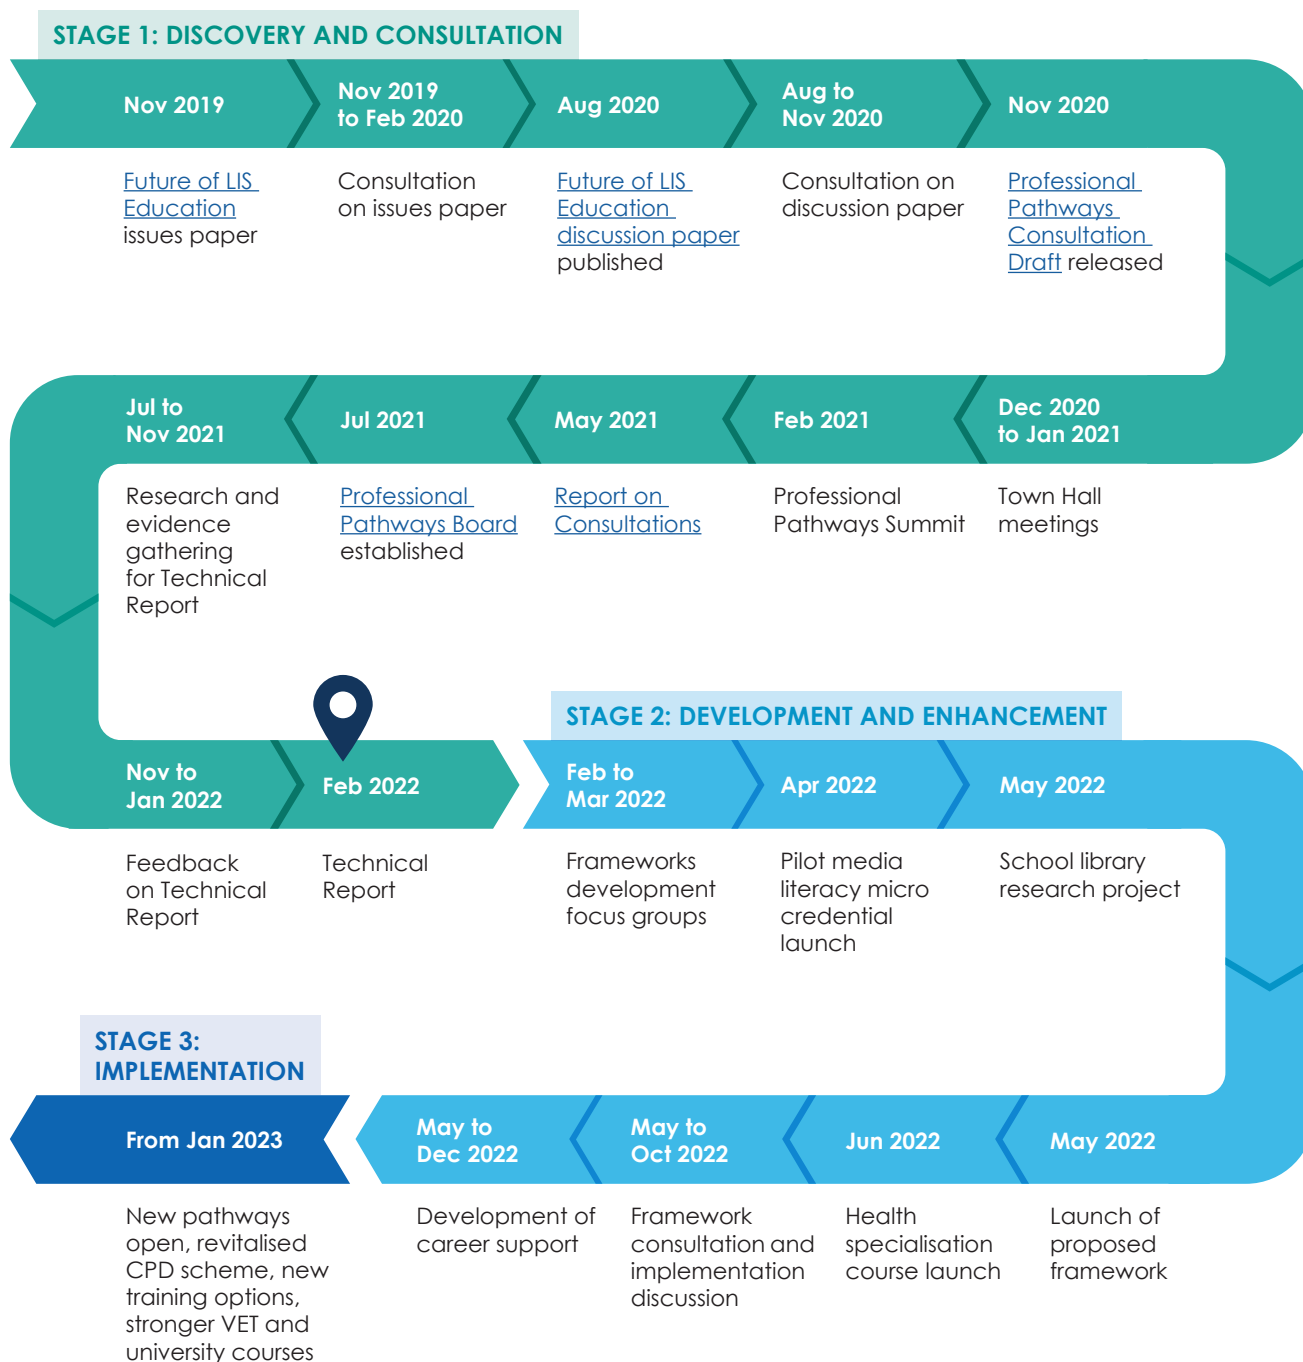 STAGE 1: DISCOVERY AND CONSULTATION
Nov 2019
Future of LIS
Education
issues paper
Nov 2019
to Feb 2020
Consultation
on issues paper
Aug 2020
Future of LIS
Education
discussion paper
published
Aug to
Nov 2020
Consultation on
discussion paper
Nov 2020
Professional
Pathways
Consultation
Draft released
Dec 2020
to Jan 2021
Town Hall
meetings
Feb 2021
Professional
Pathways Summit
May 2021
Report on
Consultations
Jul 2021
Professional
Pathways Board
established
Jul to
Nov 2021
Research and
evidence
gathering
for Technical
Report
Nov to
Jan 2022
Feedback
on Technical
Report
Feb 2022
Technical
Report
STAGE 2: DEVELOPMENT AND ENHANCEMENT
Feb to
Mar 2022
Frameworks
development
focus groups
Apr 2022
Pilot media
literacy micro
credential
launch
May 2022
School library
research project
May 2022
Launch of
proposed
framework
Jun 2022
Health
specialisation
course launch
May to
Oct 2022
Framework
consultation and
implementation
discussion
May to
Dec 2022
Development of
career support
STAGE 3:
IMPLEMENTATION
From Jan 2023
New pathways
open, revitalised
CPD scheme, new
training options,
stronger VET and
university courses